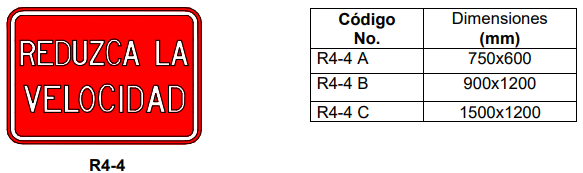 REDUZCA LA
VELOCIDAD
R4-4
Código No. Dimensiones (mm)
R4-4 A 750x600
R4-4 B 900x1200
R4-4 C 1500x1200